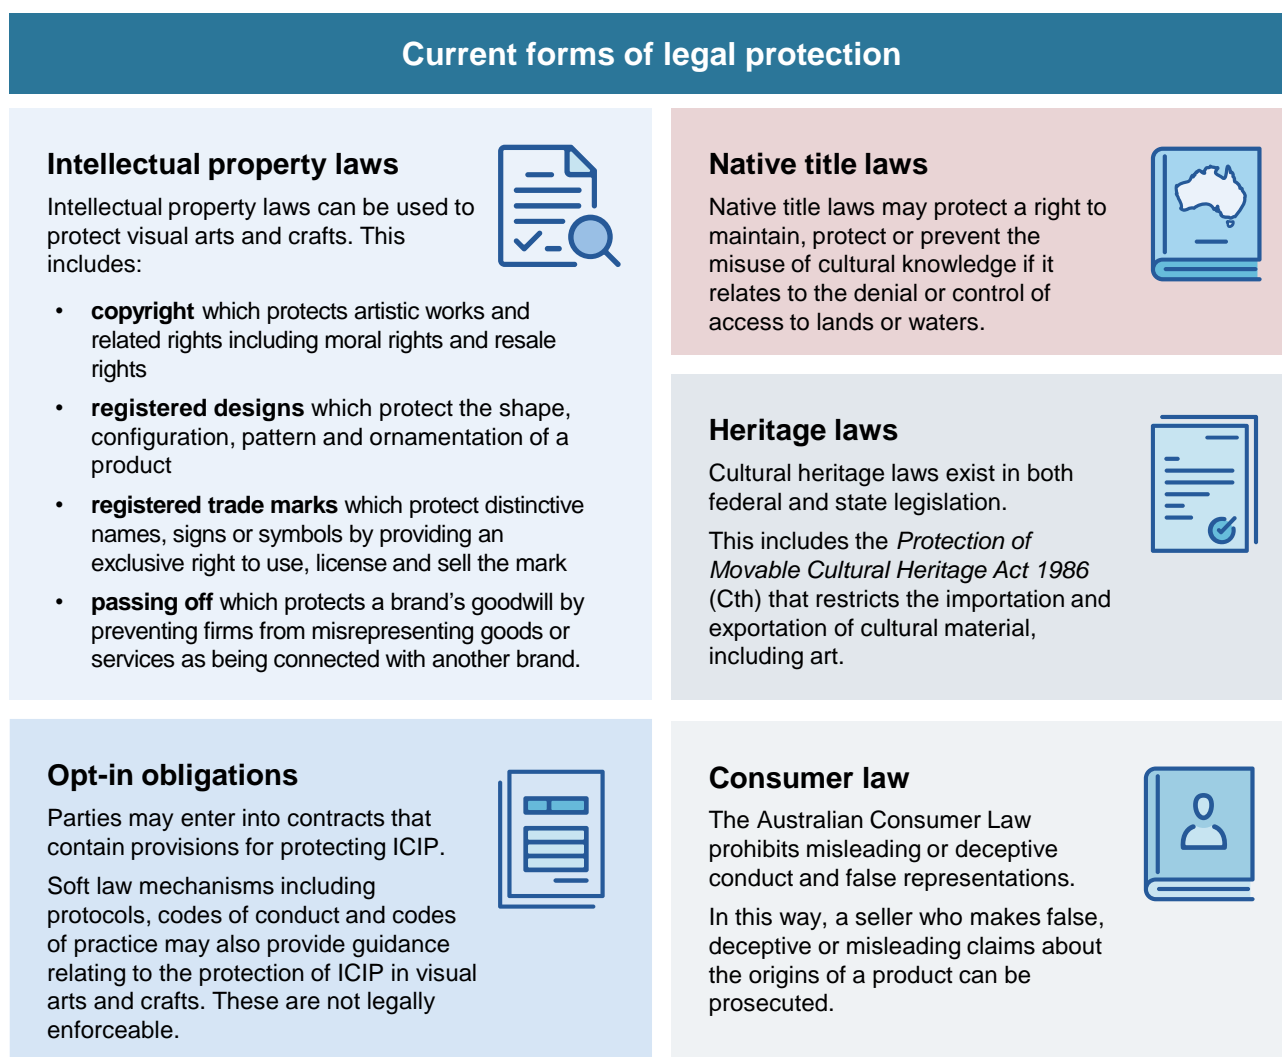 Current forms of legal protection
Intellectual property laws
Intellectual property laws can be used to
protect visual arts and crafts. This
includes:
• copyright which protects artistic works and
related rights including moral rights and resale
rights
• registered designs which protect the shape,
configuration, pattern and ornamentation of a
product
• registered trade marks which protect distinctive
names, signs or symbols by providing an
exclusive right to use, license and sell the mark
• passing off which protects a brand’s goodwill by
preventing firms from misrepresenting goods or
services as being connected with another brand.
Native title laws
Native title laws may protect a right to
maintain, protect or prevent the
misuse of cultural knowledge if it
relates to the denial or control of
access to lands or waters.
Heritage laws
Cultural heritage laws exist in both
federal and state legislation.
This includes the Protection of
Movable Cultural Heritage Act 1986
(Cth) that restricts the importation and
exportation of cultural material,
including art.
Opt-in obligations
Parties may enter into contracts that
contain provisions for protecting ICIP.
Soft law mechanisms including
protocols, codes of conduct and codes
of practice may also provide guidance
relating to the protection of ICIP in visual
arts and crafts. These are not legally
enforceable.
Consumer law
The Australian Consumer Law
prohibits misleading or deceptive
conduct and false representations.
In this way, a seller who makes false,
deceptive or misleading claims about
the origins of a product can be
prosecuted.